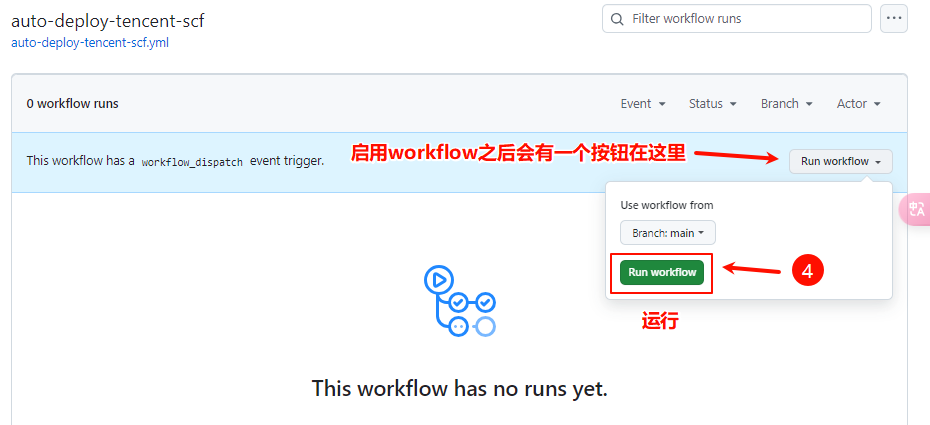 auto-deploy-tencent-scf
Filter workflow runs
auto-deploy-tencent-scf.yml
0 workflow runs
Event
Status
Branch
Actor
This workflow has a workflow_dispatch event trigger.
启用workflow之后会有一个按钮在这里
Run workflow
Use workflow from
Branch: main
Run workflow
4
运行
This workflow has no runs yet.